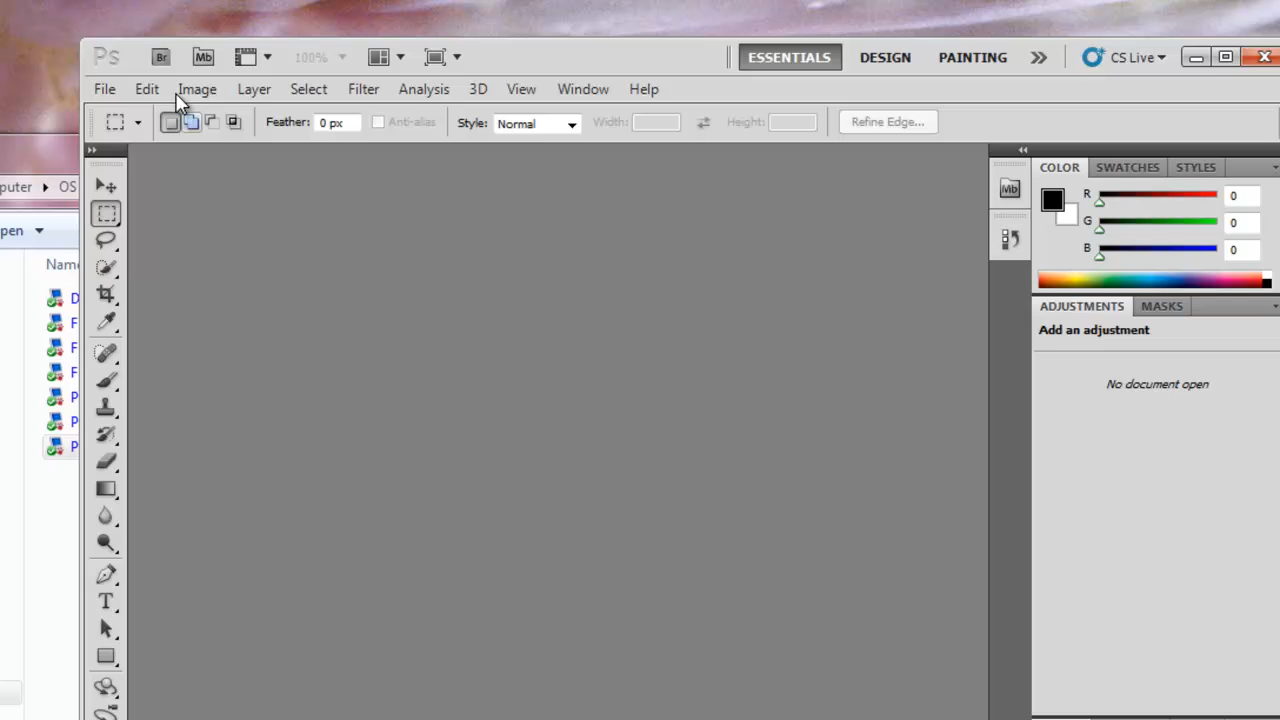 Ps Br Mb 100% ESSENTIALS DESIGN PAINTING CS Live
File Edit Image Layer Select Filter Analysis 3D View Window Help
Feather: 0 px Anti-alias Style: Normal Width: Height: Refine Edge...
COLOR SWATCHES STYLES
puter OS
Mb
R 0
G 0
B 0
pen
Name
D
F
F
F
P
P
P
ADJUSTMENTS MASKS
Add an adjustment
No document open
T